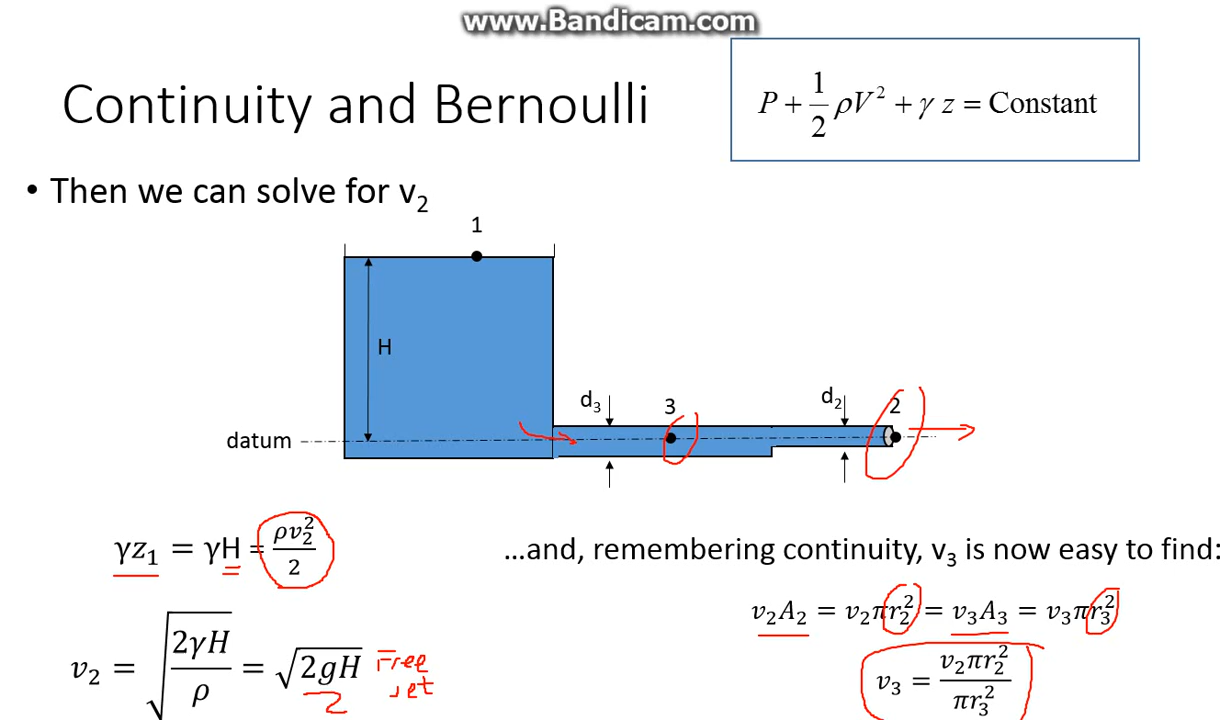 www.Bandicam.com
Continuity and Bernoulli
P + 1/2 ρV² + γ z = Constant
• Then we can solve for v₂
1
H
d₃
3
d₂
2
datum
γz₁ = γH = ρv₂²/2
...and, remembering continuity, v₃ is now easy to find:
v₂A₂ = v₂πr₂² = v₃A₃ = v₃πr₃²
v₂ = √(2γH/ρ) = √2gH Free
Jet
v₃ = v₂πr₂²/πr₃²